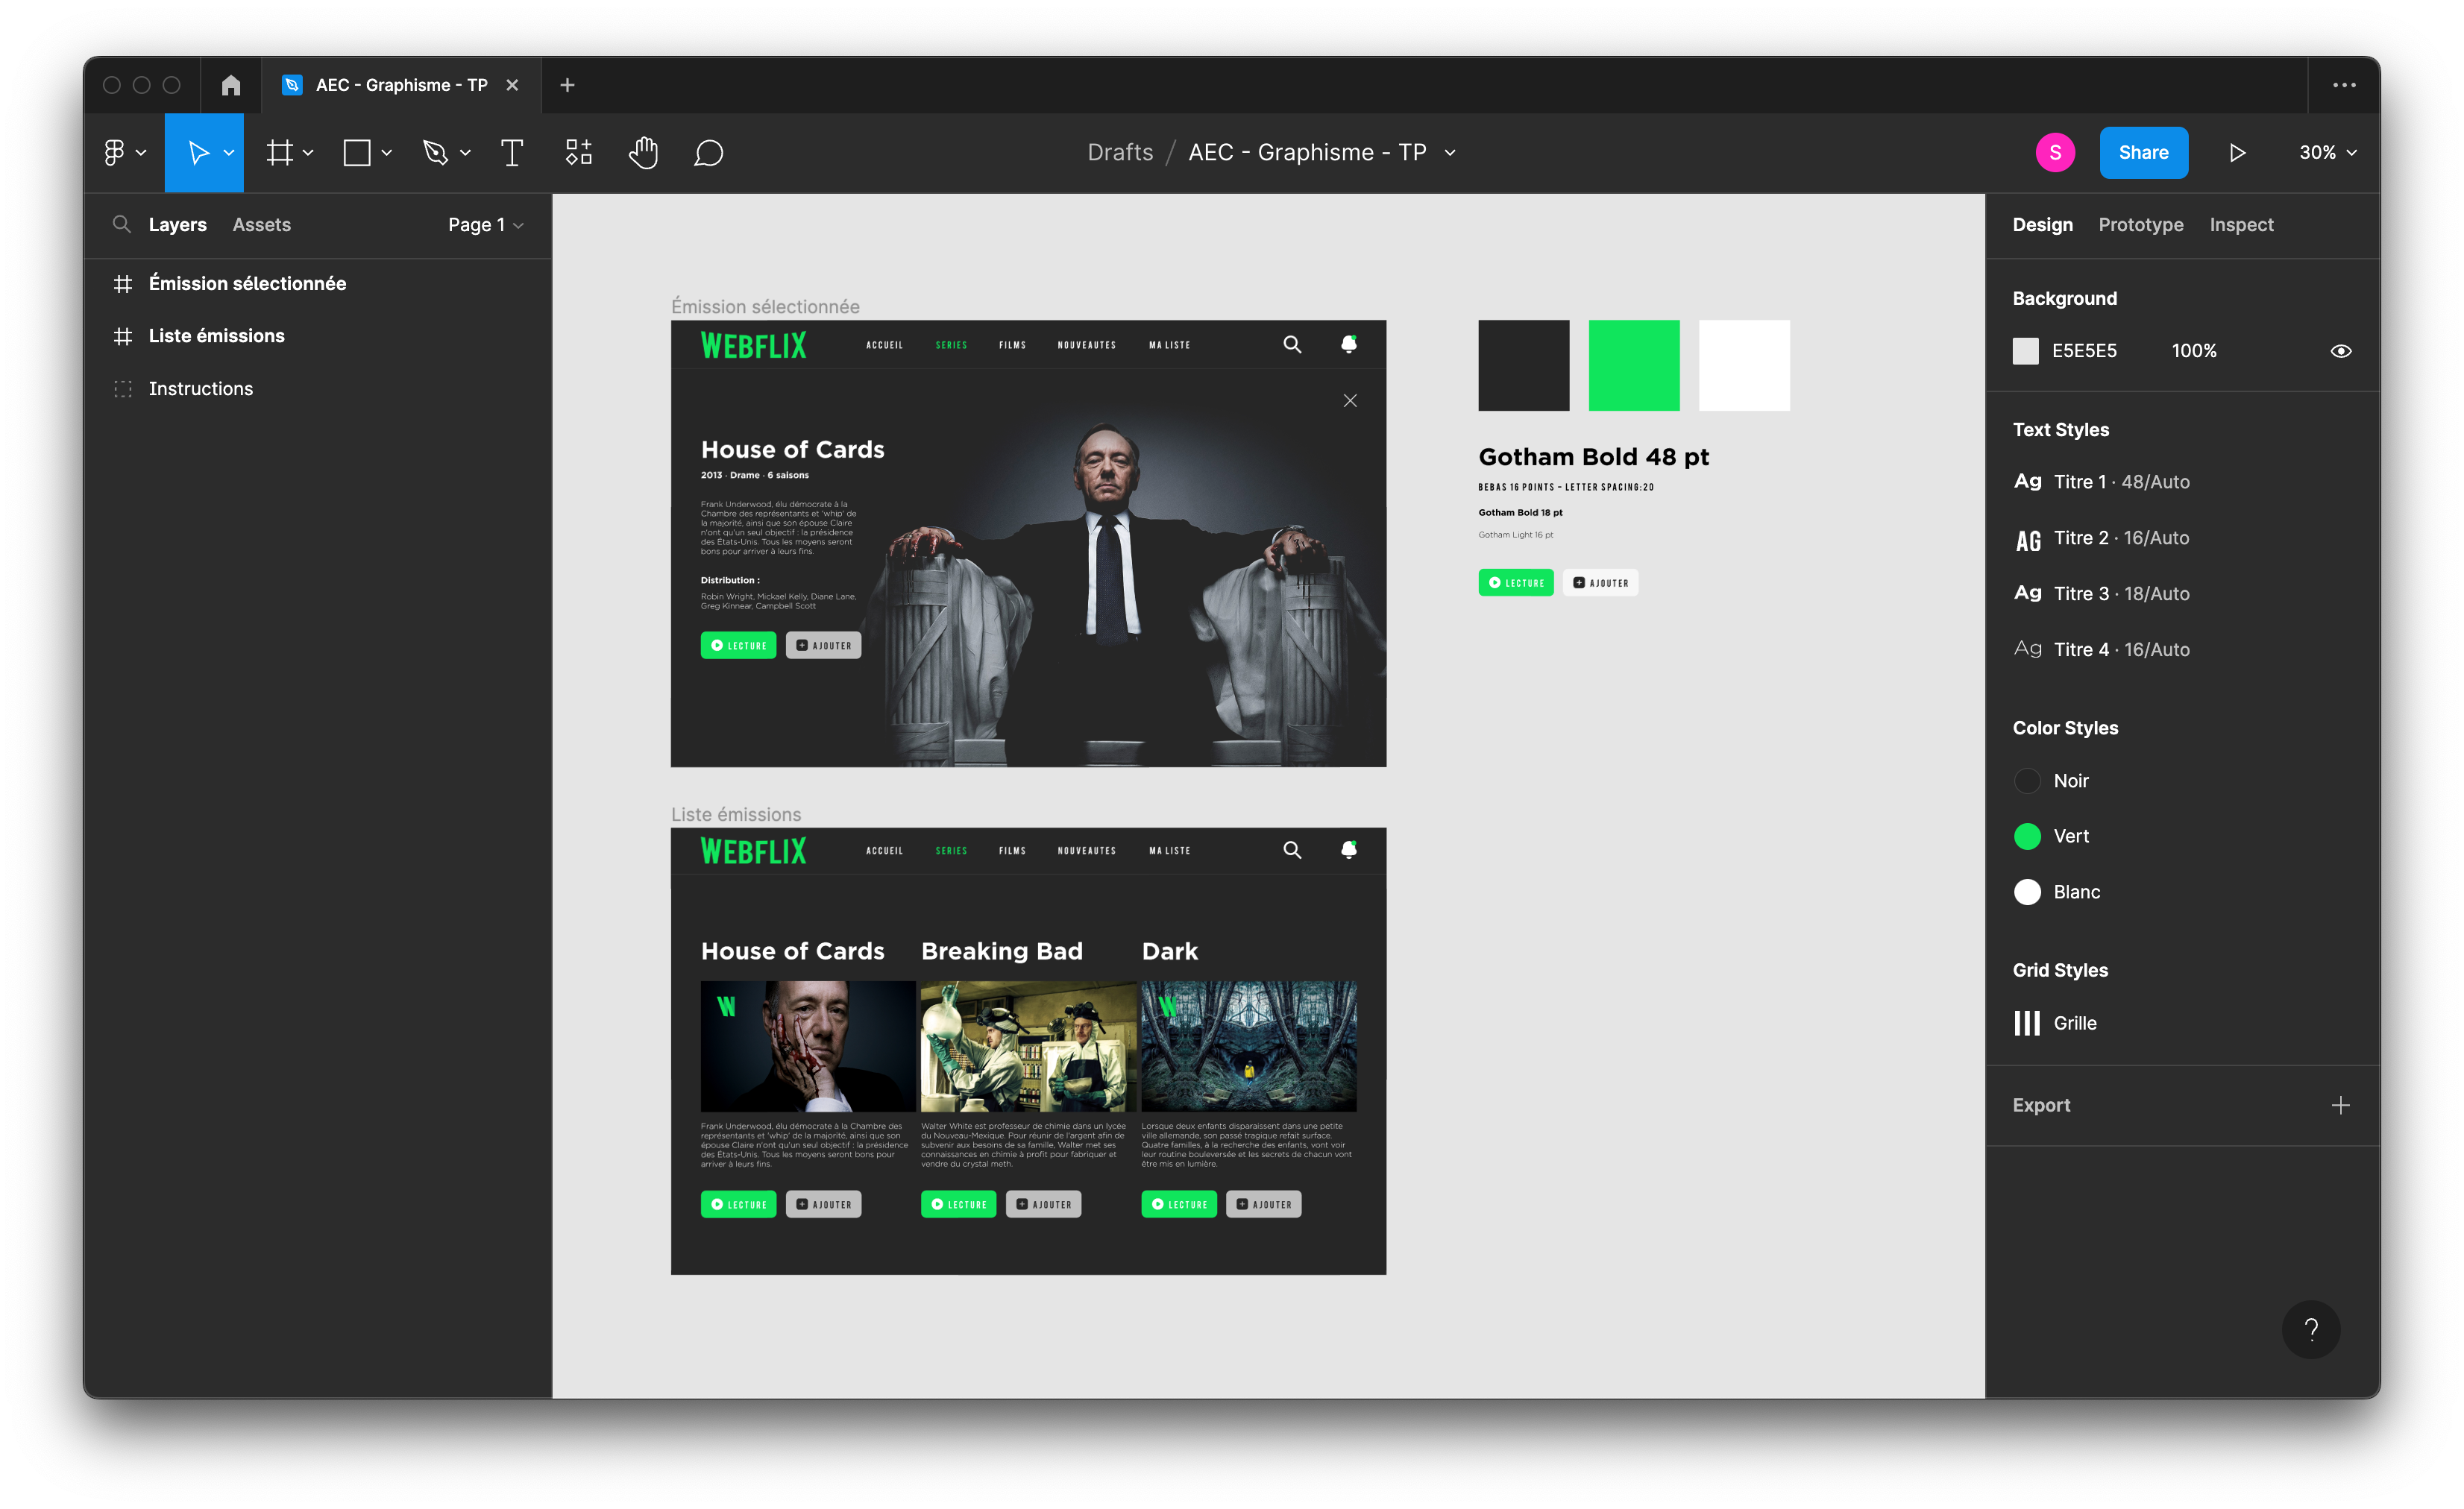 AEC - Graphisme - TP
Drafts / AEC - Graphisme - TP
S
Share
30%
Layers
Assets
Page 1
Émission sélectionnée
Liste émissions
Instructions
Émission sélectionnée
WEBFLIX
ACCUEIL
SERIES
FILMS
NOUVEAUTES
MA LISTE
House of Cards
2013 · Drame · 6 saisons
Frank Underwood, élu démocrate à la
Chambre des représentants et 'whip' de
la majorité, ainsi que son épouse Claire
n'ont qu'un seul objectif : la présidence
des États-Unis. Tous les moyens seront
bons pour arriver à leurs fins.
Distribution :
Robin Wright, Mickael Kelly, Diane Lane,
Greg Kinnear, Campbell Scott
LECTURE
AJOUTER
Gotham Bold 48 pt
BEBAS 16 POINTS – LETTER SPACING:20
Gotham Bold 18 pt
Gotham Light 16 pt
LECTURE
AJOUTER
Liste émissions
WEBFLIX
ACCUEIL
SERIES
FILMS
NOUVEAUTES
MA LISTE
House of Cards
W
Frank Underwood, élu démocrate à la Chambre des
représentants et 'whip' de la majorité, ainsi que son
épouse Claire n'ont qu'un seul objectif : la présidence
des États-Unis. Tous les moyens seront bons pour
arriver à leurs fins.
LECTURE
AJOUTER
Breaking Bad
Walter White est professeur de chimie dans un lycée
du Nouveau-Mexique. Pour réunir de l'argent afin de
subvenir aux besoins de sa famille, Walter met ses
connaissances en chimie à profit pour fabriquer et
vendre du crystal meth.
LECTURE
AJOUTER
Dark
W
Lorsque deux enfants disparaissent dans une petite
ville allemande, son passé tragique refait surface.
Quatre familles, à la recherche des enfants, vont voir
leur routine bouleversée et les secrets de chacun vont
être mis en lumière.
LECTURE
AJOUTER
Design
Prototype
Inspect
Background
E5E5E5
100%
Text Styles
Ag Titre 1 · 48/Auto
AG Titre 2 · 16/Auto
Ag Titre 3 · 18/Auto
Ag Titre 4 · 16/Auto
Color Styles
Noir
Vert
Blanc
Grid Styles
Grille
Export
?